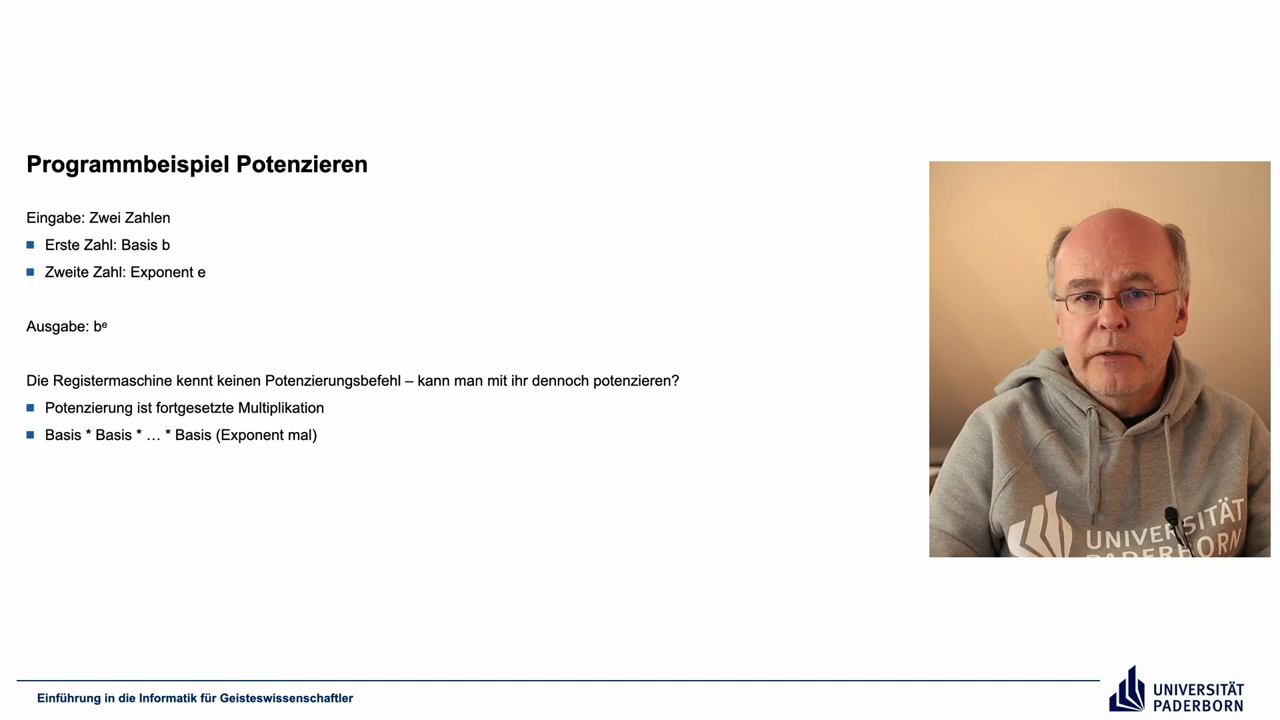 Programmbeispiel Potenzieren
Eingabe: Zwei Zahlen
Erste Zahl: Basis b
Zweite Zahl: Exponent e
Ausgabe: bᵉ
Die Registermaschine kennt keinen Potenzierungsbefehl – kann man mit ihr dennoch potenzieren?
Potenzierung ist fortgesetzte Multiplikation
Basis * Basis * … * Basis (Exponent mal)
UNIVERSITÄT
PADERBORN
Einführung in die Informatik für Geisteswissenschaftler
UNIVERSITÄT
PADERBORN